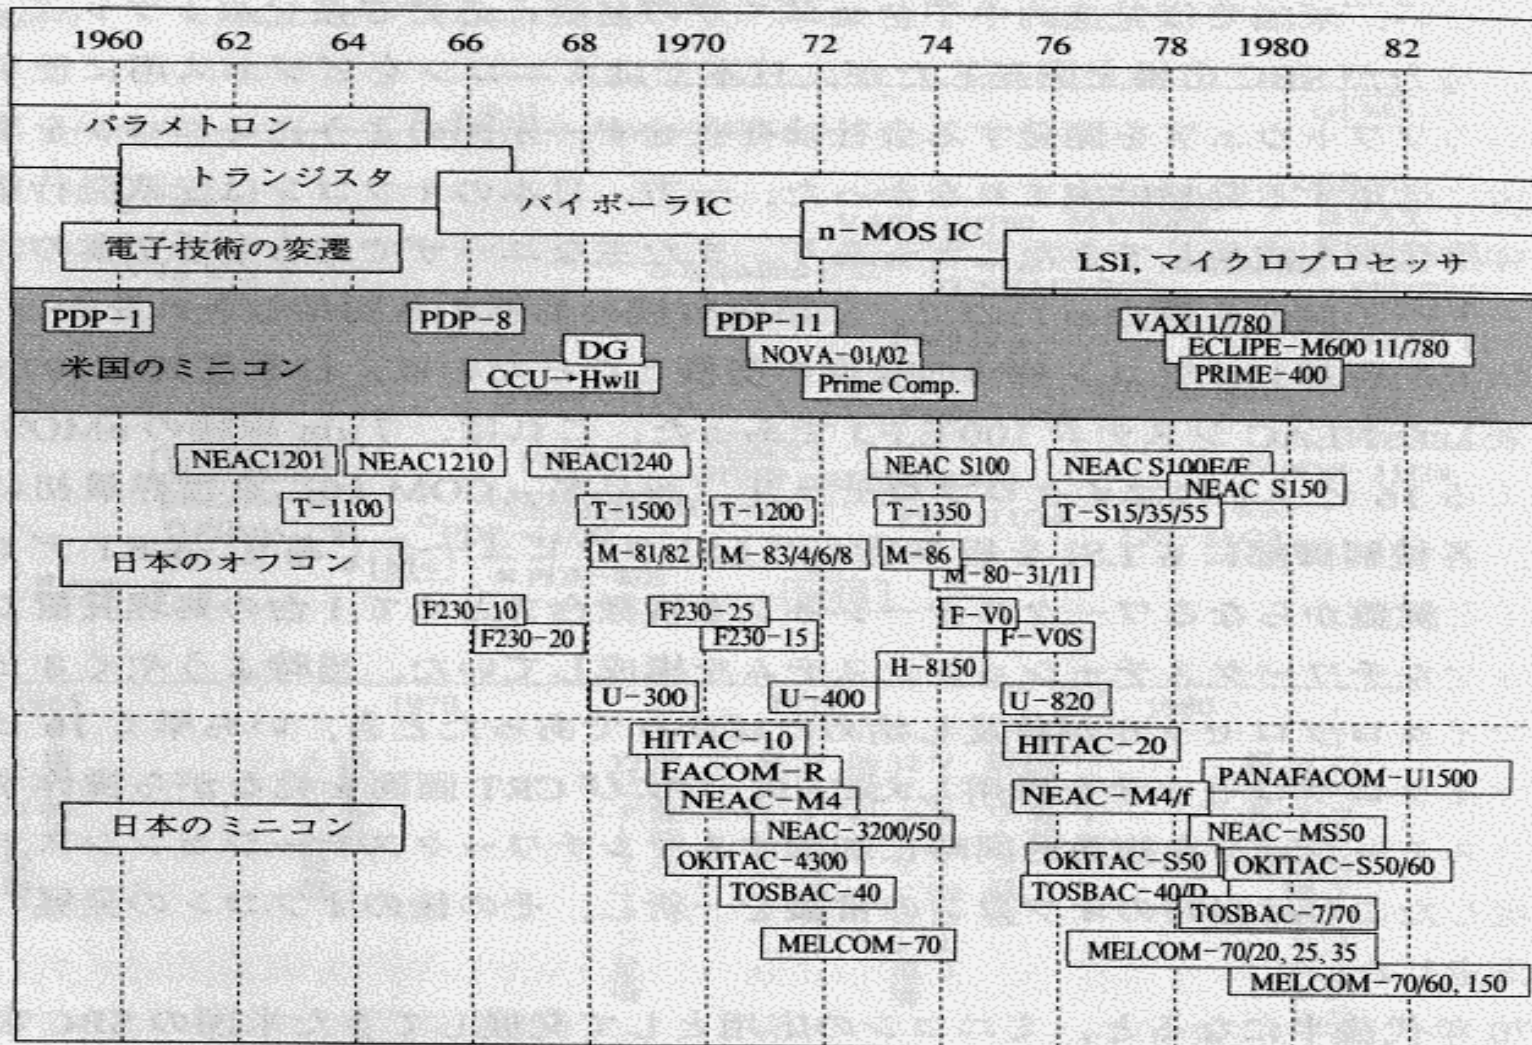 1960 62 64 66 68 1970 72 74 76 78 1980 82
パラメトロン
トランジスタ
バイポーラIC
n-MOS IC
電子技術の変遷
LSI,マイクロプロセッサ
PDP-1 PDP-8 PDP-11 VAX11/780
DG NOVA-01/02 ECLIPE-M600 11/780
米国のミニコン CCU→Hwll Prime Comp. PRIME-400
NEAC1201 NEAC1210 NEAC1240 NEAC S100 NEAC S100E/F
NEAC S150
T-1100 T-1500 T-1200 T-1350 T-S15/35/55
日本のオフコン M-81/82 M-83/4/6/8 M-86
M-80-31/11
F230-10 F230-25 F-V0
F230-20 F230-15 F-V0S
H-8150
U-300 U-400 U-820
HITAC-10 HITAC-20
FACOM-R PANAFACOM-U1500
NEAC-M4 NEAC-M4/f
日本のミニコン NEAC-3200/50 NEAC-MS50
OKITAC-4300 OKITAC-S50 OKITAC-S50/60
TOSBAC-40 TOSBAC-40/D
TOSBAC-7/70
MELCOM-70 MELCOM-70/20, 25, 35
MELCOM-70/60, 150